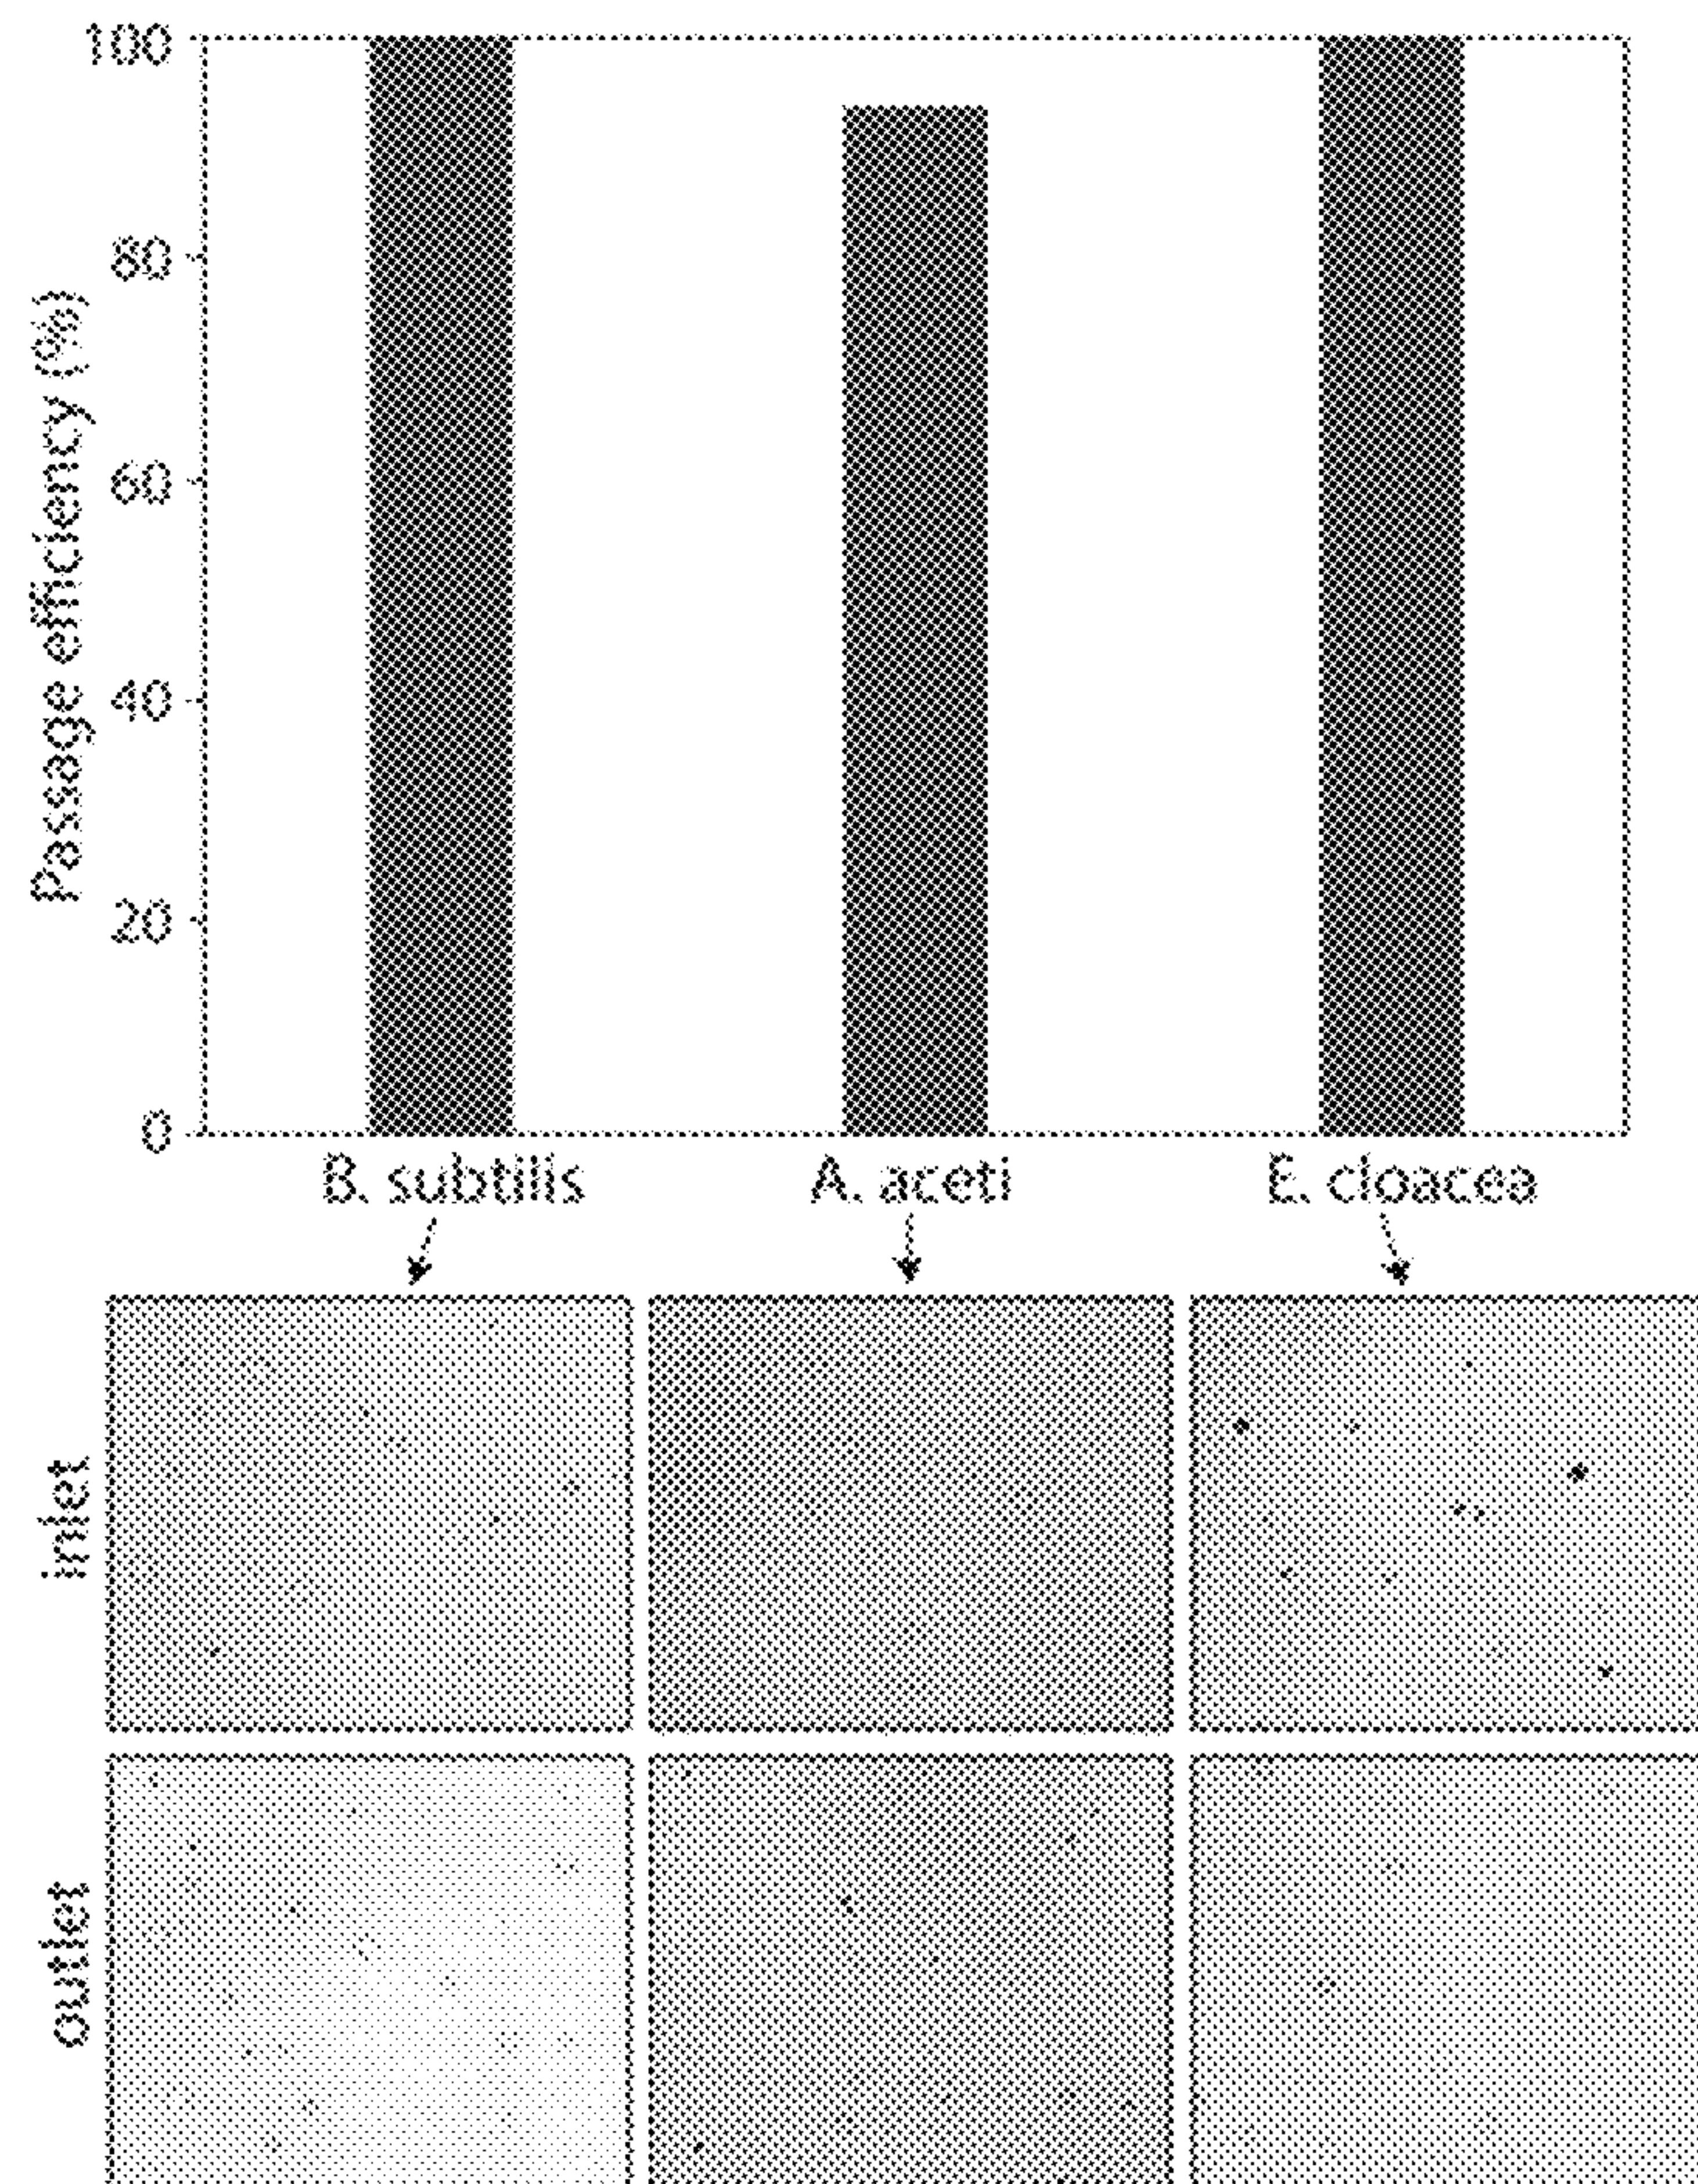 Passage efficiency (%)
100
80
60
40
20
0
B. subtilis
A. aceti
E. cloacea
inlet
outlet